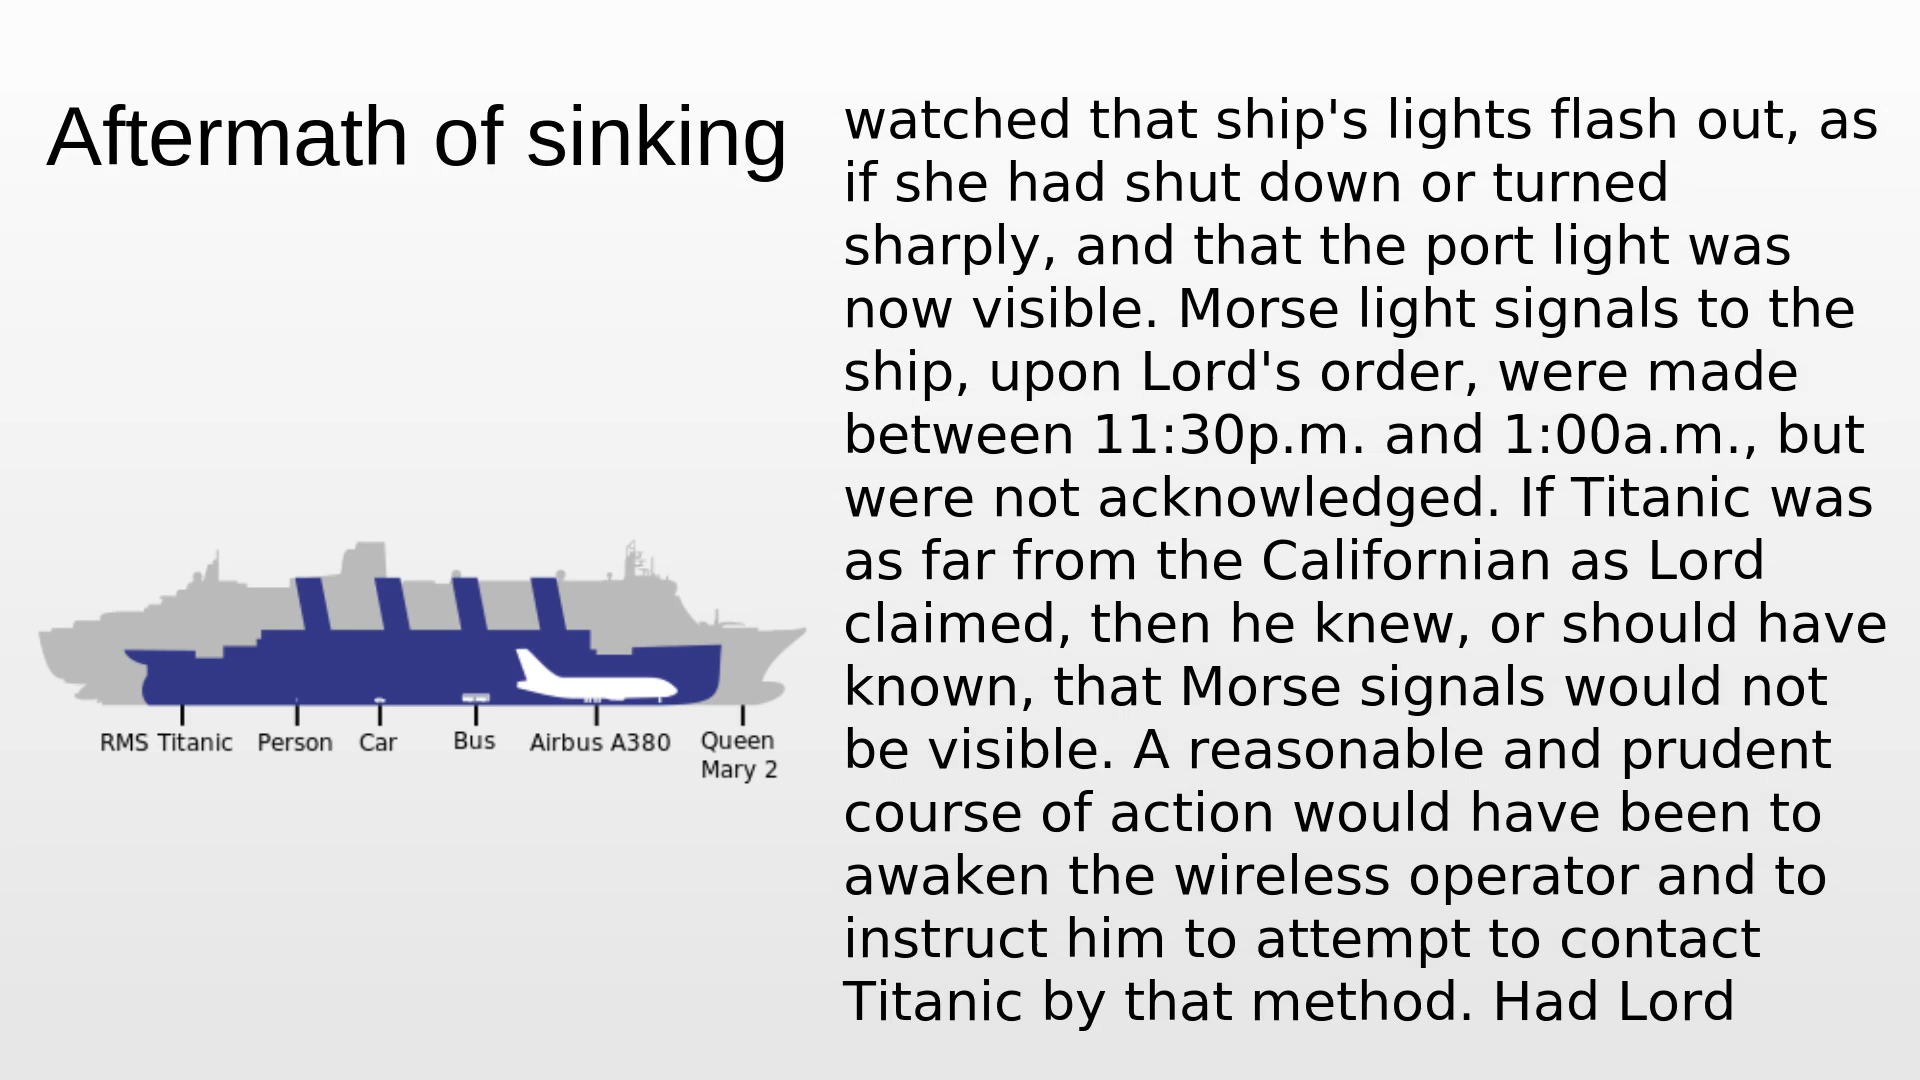 Aftermath of sinking
watched that ship's lights flash out, as
if she had shut down or turned
sharply, and that the port light was
now visible. Morse light signals to the
ship, upon Lord's order, were made
between 11:30p.m. and 1:00a.m., but
were not acknowledged. If Titanic was
as far from the Californian as Lord
claimed, then he knew, or should have
known, that Morse signals would not
be visible. A reasonable and prudent
course of action would have been to
awaken the wireless operator and to
instruct him to attempt to contact
Titanic by that method. Had Lord
RMS Titanic
Person
Car
Bus
Airbus A380
Queen
Mary 2